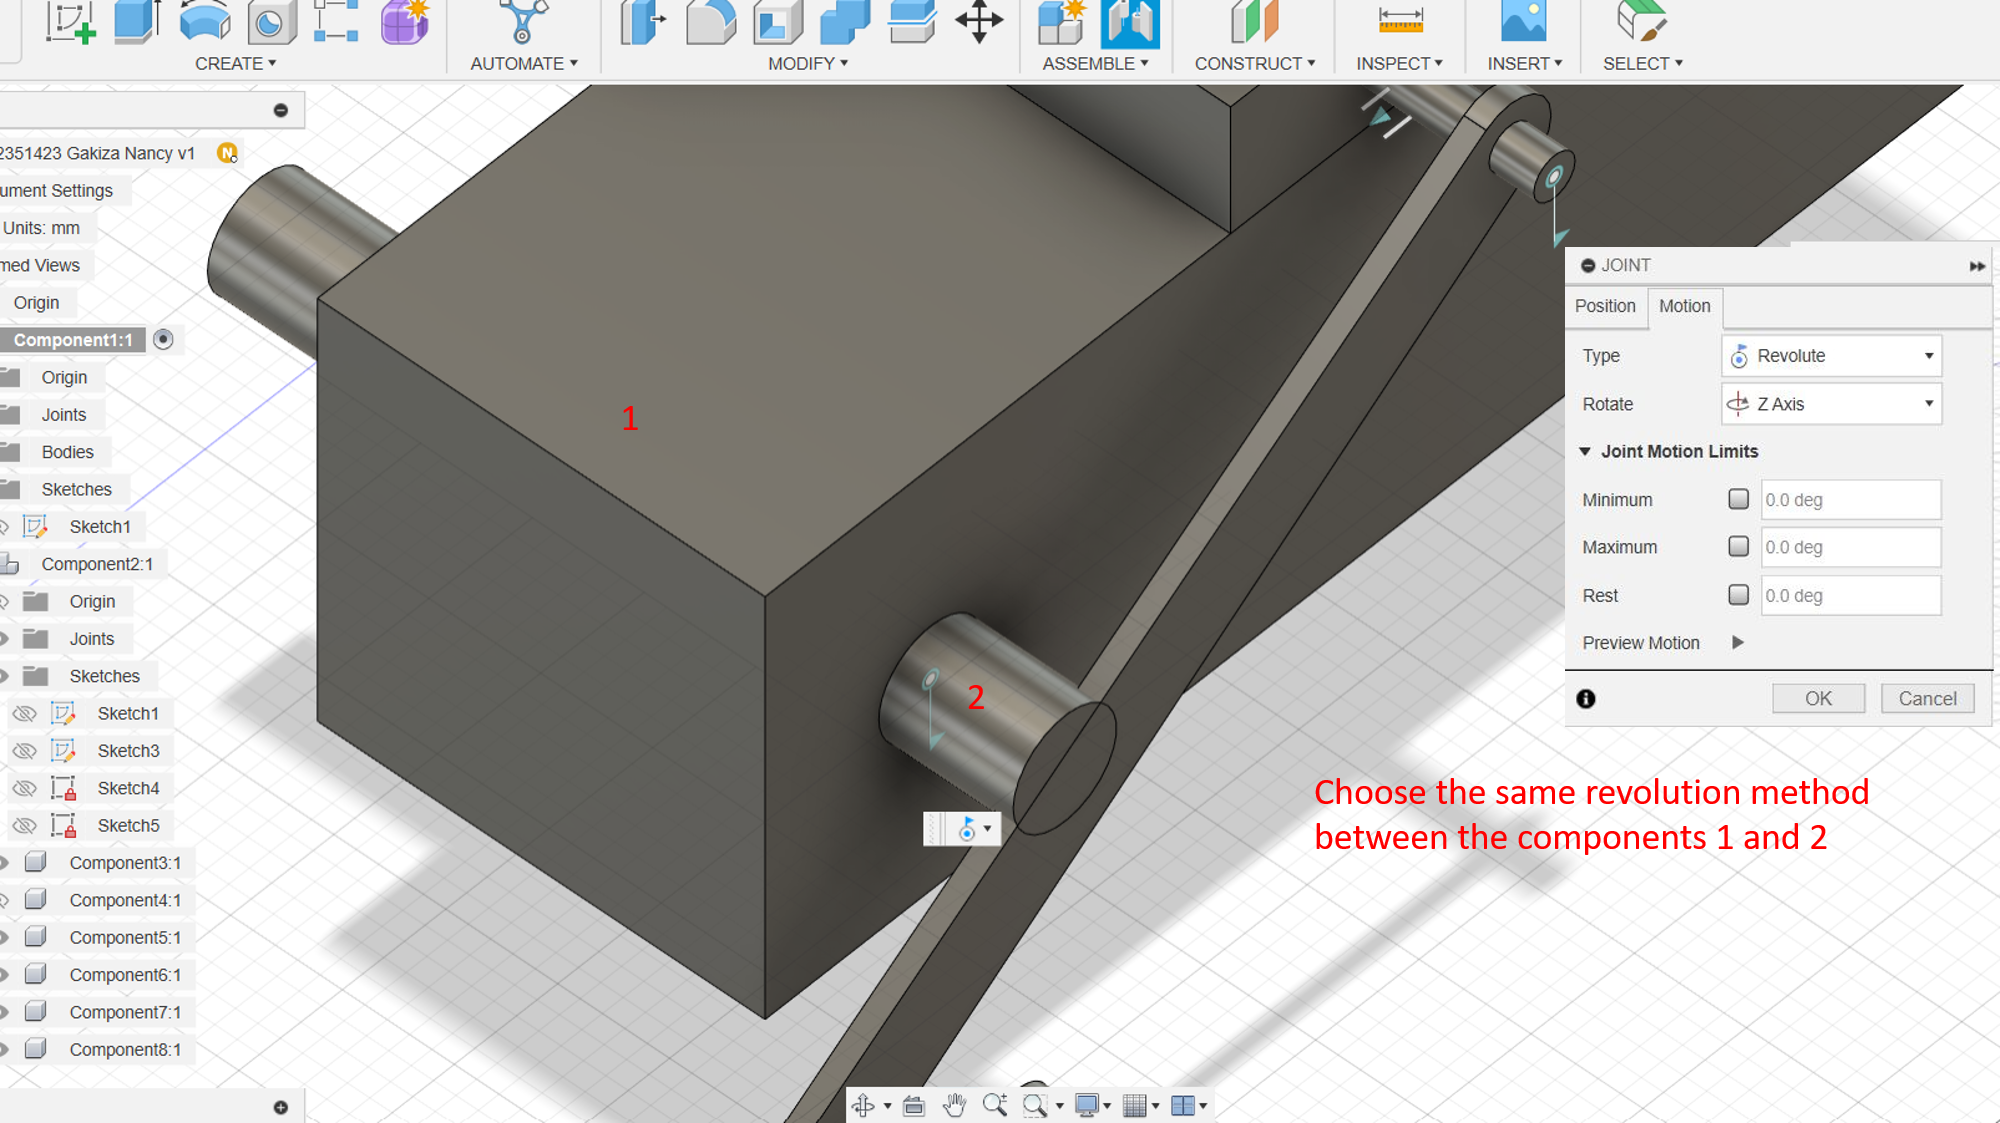 CREATE
AUTOMATE
MODIFY
ASSEMBLE
CONSTRUCT
INSPECT
INSERT
SELECT
2351423 Gakiza Nancy v1
N
ument Settings
Units: mm
med Views
Origin
Component1:1
Origin
Joints
Bodies
Sketches
Sketch1
Component2:1
Origin
Joints
Sketches
Sketch1
Sketch3
Sketch4
Sketch5
Component3:1
Component4:1
Component5:1
Component6:1
Component7:1
Component8:1
1
2
JOINT
Position Motion
Type Revolute
Rotate Z Axis
Joint Motion Limits
Minimum 0.0 deg
Maximum 0.0 deg
Rest 0.0 deg
Preview Motion
OK Cancel
Choose the same revolution method
between the components 1 and 2